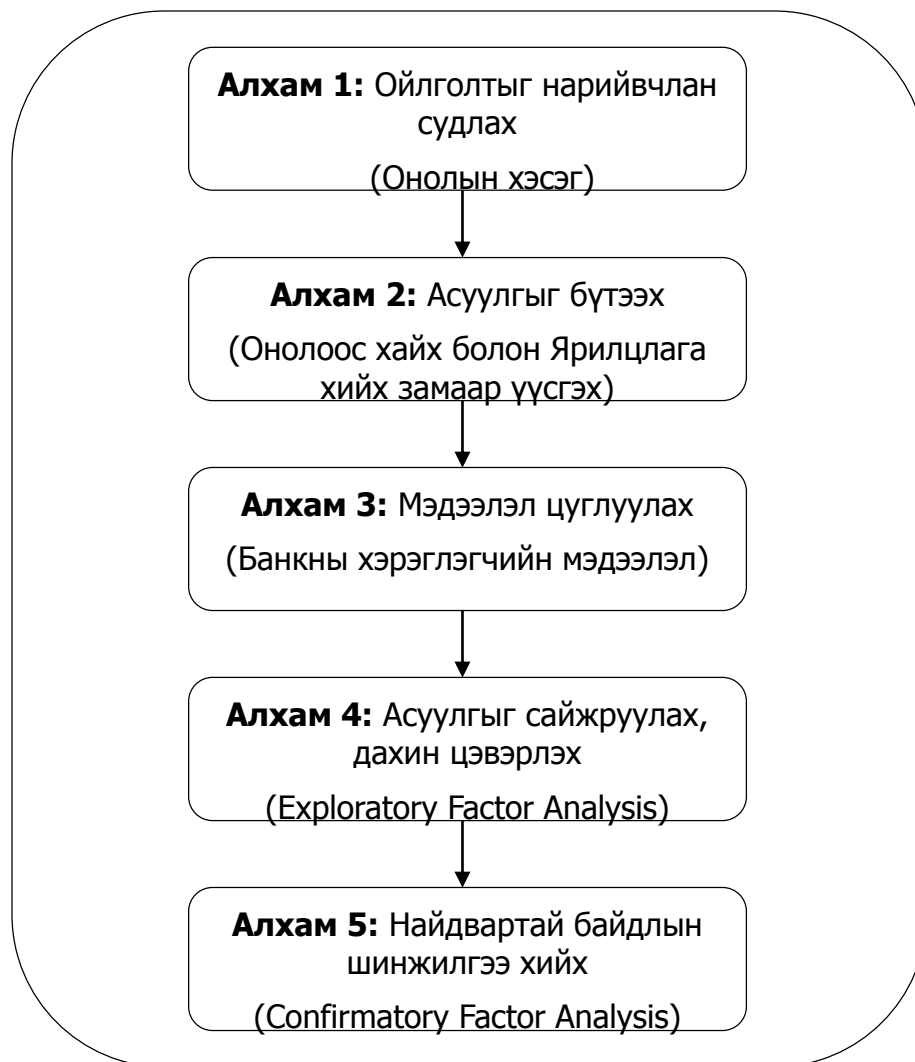 Алхам 1: Ойлголтыг нарийвчлан
судлах
(Онолын хэсэг)
Алхам 2: Асуулгыг бүтээх
(Онолоос хайх болон Ярилцлага
хийх замаар үүсгэх)
Алхам 3: Мэдээлэл цуглуулах
(Банкны хэрэглэгчийн мэдээлэл)
Алхам 4: Асуулгыг сайжруулах,
дахин цэвэрлэх
(Exploratory Factor Analysis)
Алхам 5: Найдвартай байдлын
шинжилгээ хийх
(Confirmatory Factor Analysis)